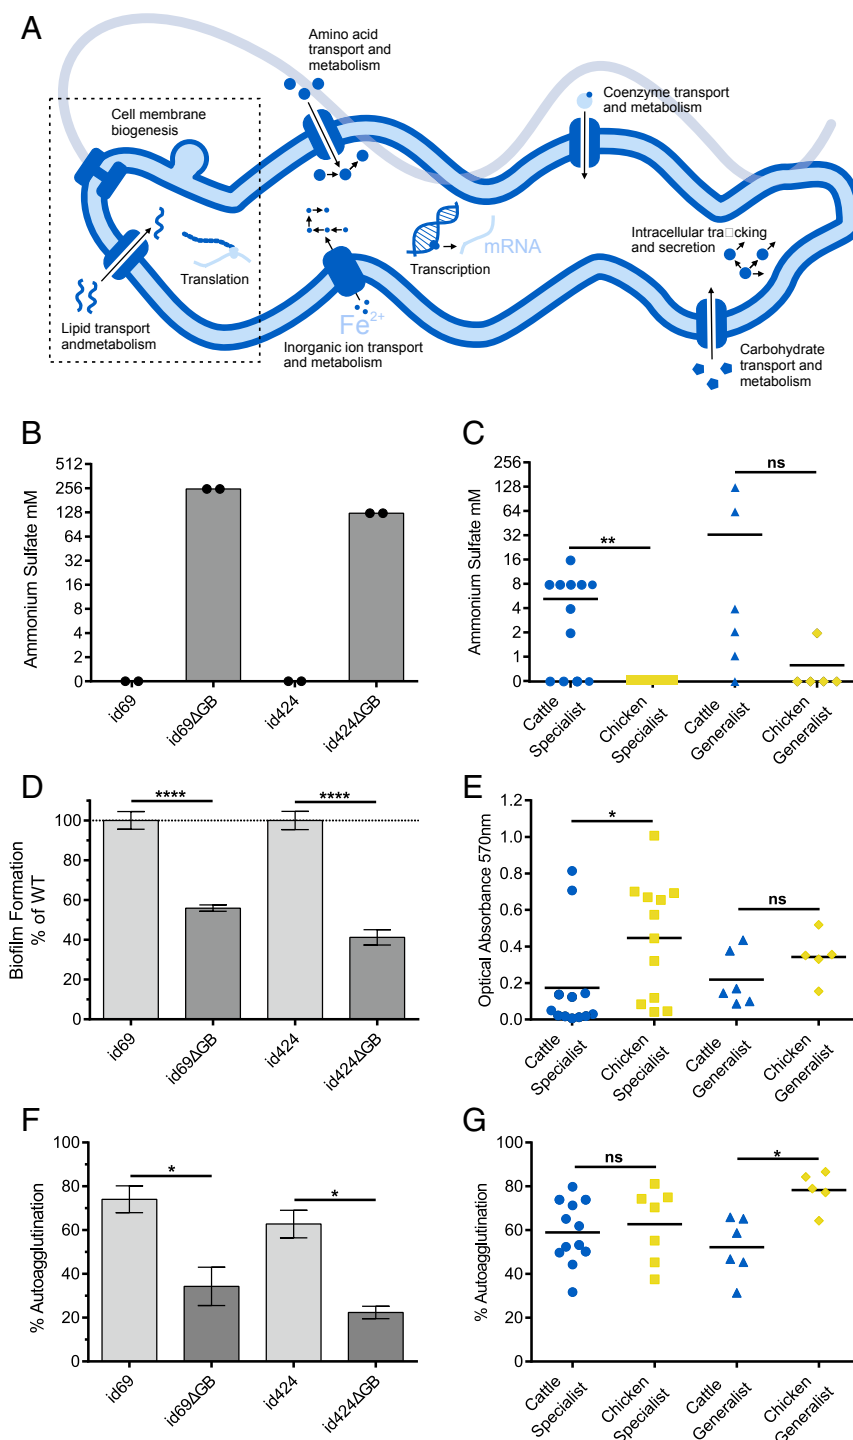 A
Amino acid
transport and
metabolism
Coenzyme transport
and metabolism
Cell membrane
biogenesis
Intracellular tra□cking
and secretion
mRNA
Transcription
Translation
Lipid transport
andmetabolism
Fe2+
Inorganic ion transport
and metabolism
Carbohydrate
transport and
metabolism
B
Ammonium Sulfate mM
512
256
128
64
32
16
8
4
2
0
id69
id69ΔGB
id424
id424ΔGB
C
Ammonium Sulfate mM
256
128
64
32
16
8
4
2
1
0
**
ns
Cattle
Specialist
Chicken
Specialist
Cattle
Generalist
Chicken
Generalist
D
Biofilm Formation
% of WT
100
80
60
40
20
0
****
****
id69
id69ΔGB
id424
id424ΔGB
E
Optical Absorbance 570nm
1.2
1.0
0.8
0.6
0.4
0.2
0.0
*
ns
Cattle
Specialist
Chicken
Specialist
Cattle
Generalist
Chicken
Generalist
F
% Autoagglutination
100
80
60
40
20
0
*
*
id69
id69ΔGB
id424
id424ΔGB
G
% Autoagglutination
100
80
60
40
20
0
ns
*
Cattle
Specialist
Chicken
Specialist
Cattle
Generalist
Chicken
Generalist